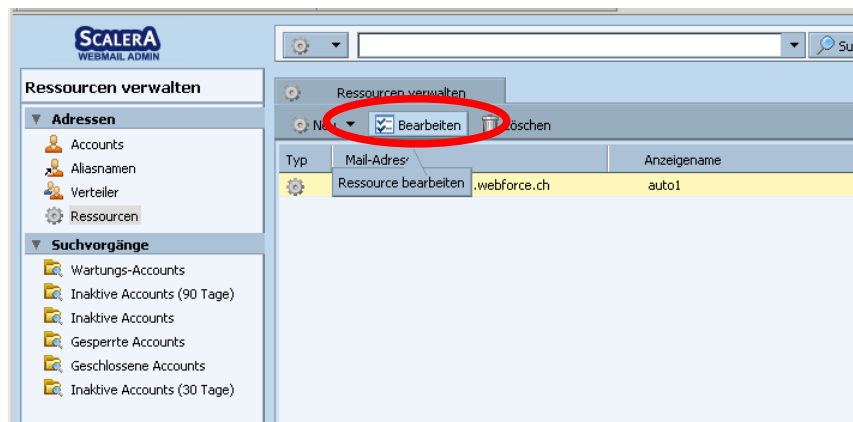 SCALERA
WEBMAIL ADMIN
Su
Ressourcen verwalten
Ressourcen verwalten
Adressen
Accounts
Aliasnamen
Verteiler
Ressourcen
Suchvorgänge
Wartungs-Accounts
Inaktive Accounts (90 Tage)
Inaktive Accounts
Gesperrte Accounts
Geschlossene Accounts
Inaktive Accounts (30 Tage)
Bearbeiten
Typ Mail-Adres Anzeigename
Ressource bearbeiten .webforce.ch auto1